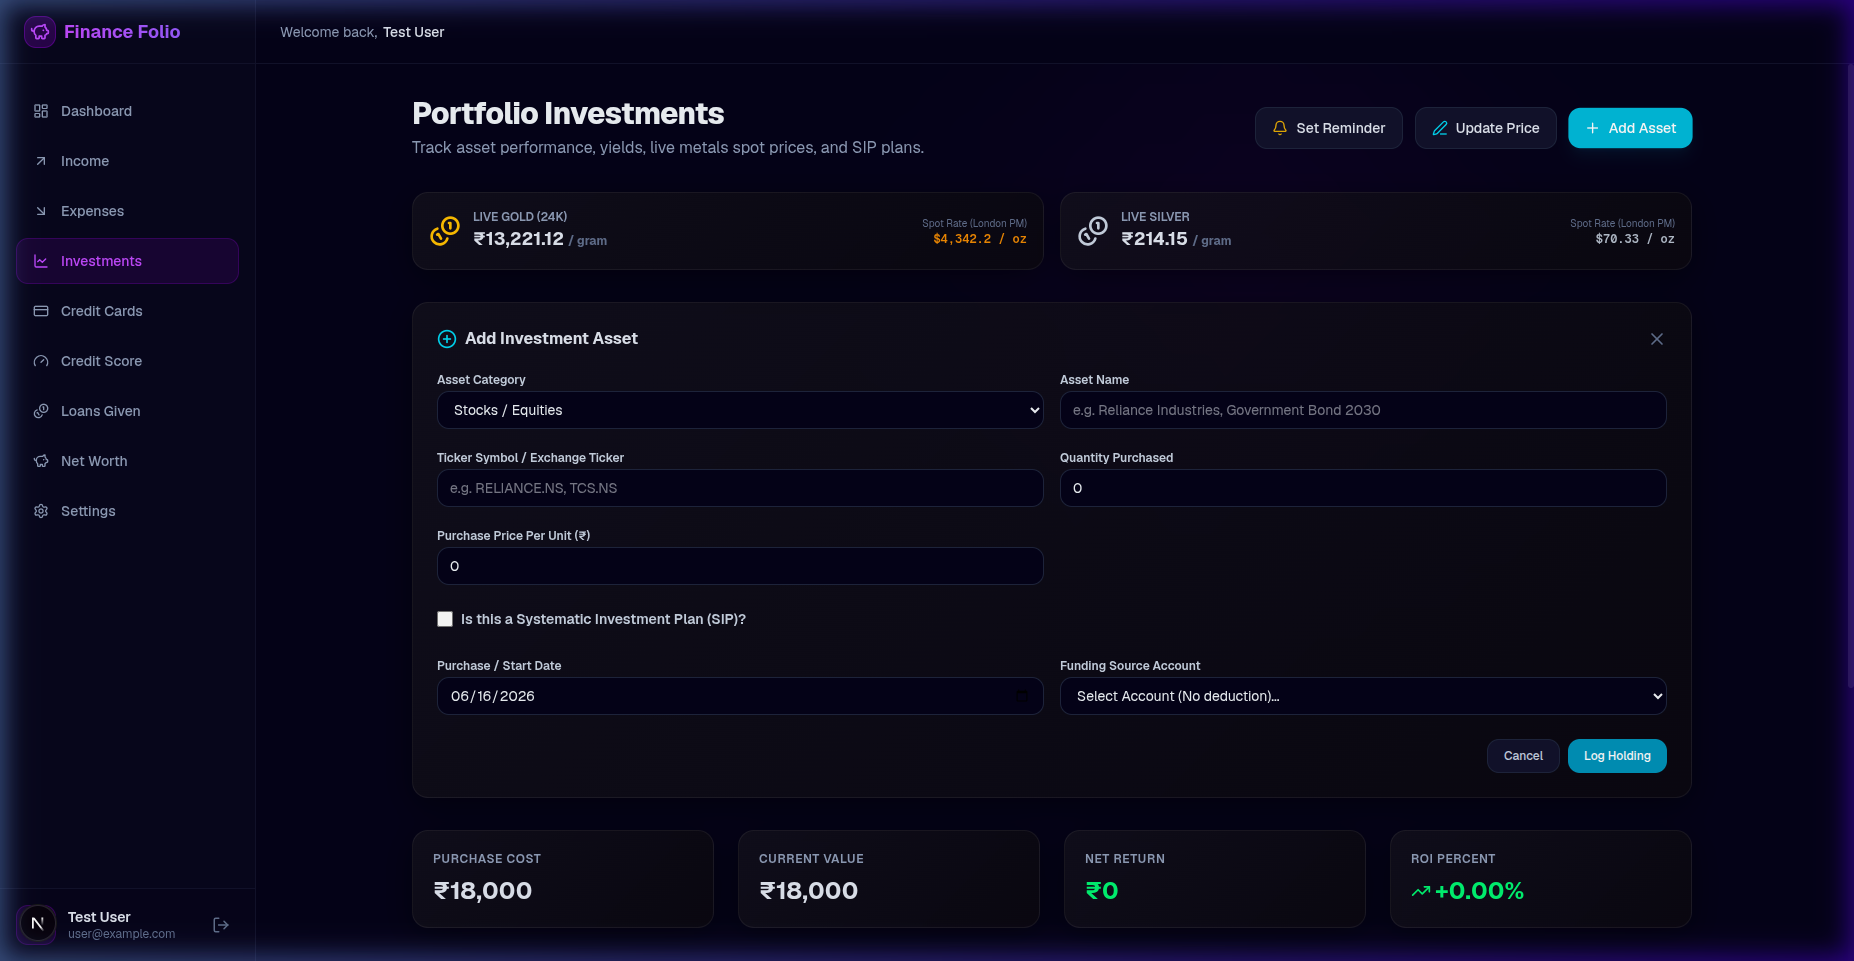 Finance Folio
Welcome back, Test User
Dashboard
Income
Expenses
Investments
Credit Cards
Credit Score
Loans Given
Net Worth
Settings
Test User
user@example.com
N
Portfolio Investments
Track asset performance, yields, live metals spot prices, and SIP plans.
Set Reminder
Update Price
Add Asset
LIVE GOLD (24K)
₹13,221.12 / gram
Spot Rate (London PM)
$4,342.2 / oz
LIVE SILVER
₹214.15 / gram
Spot Rate (London PM)
$70.33 / oz
Add Investment Asset
Asset Category
Stocks / Equities
Asset Name
e.g. Reliance Industries, Government Bond 2030
Ticker Symbol / Exchange Ticker
e.g. RELIANCE.NS, TCS.NS
Quantity Purchased
0
Purchase Price Per Unit (₹)
0
Is this a Systematic Investment Plan (SIP)?
Purchase / Start Date
06/16/2026
Funding Source Account
Select Account (No deduction)...
Cancel
Log Holding
PURCHASE COST
₹18,000
CURRENT VALUE
₹18,000
NET RETURN
₹0
ROI PERCENT
+0.00%